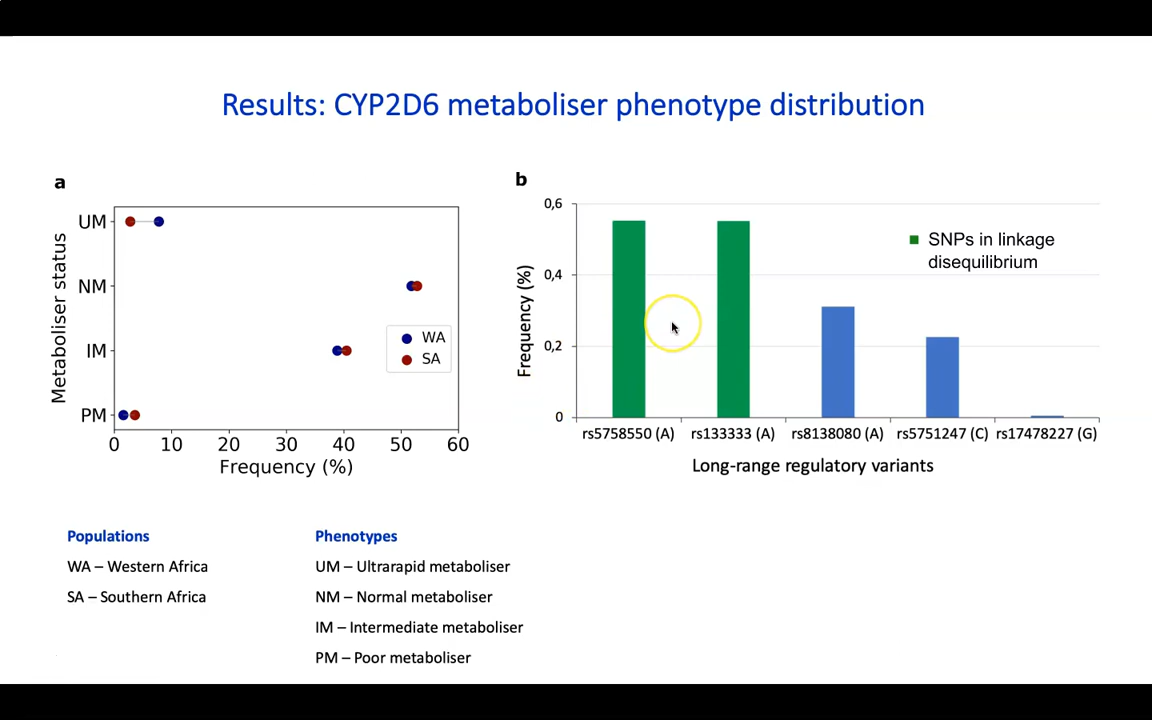 Results: CYP2D6 metaboliser phenotype distribution
a
Metaboliser status
UM
NM
IM
PM
WA
SA
0 10 20 30 40 50 60
Frequency (%)
b
Frequency (%)
0,6
0,4
0,2
0
SNPs in linkage
disequilibrium
rs5758550 (A) rs133333 (A) rs8138080 (A) rs5751247 (C) rs17478227 (G)
Long-range regulatory variants
Populations
WA – Western Africa
SA – Southern Africa
Phenotypes
UM – Ultrarapid metaboliser
NM – Normal metaboliser
IM – Intermediate metaboliser
PM – Poor metaboliser